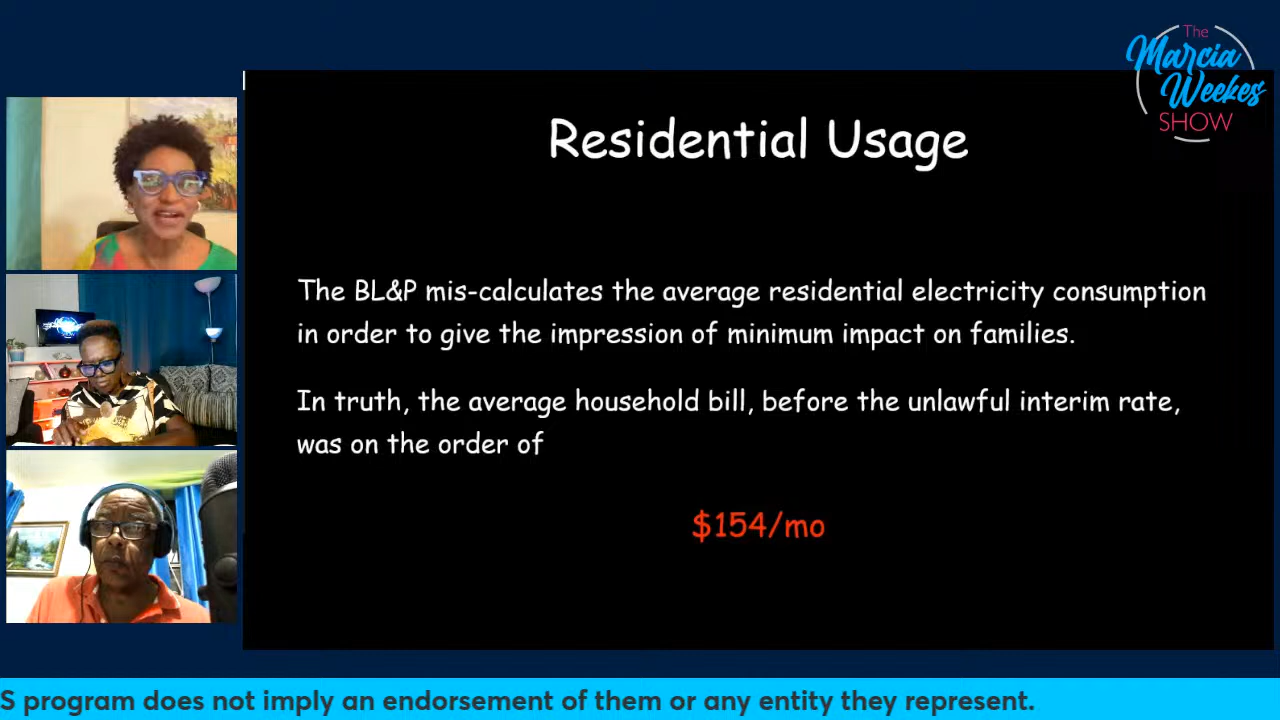 The
Marcia
Weekes
SHOW
Residential Usage
The BL&P mis-calculates the average residential electricity consumption
in order to give the impression of minimum impact on families.
In truth, the average household bill, before the unlawful interim rate,
was on the order of
$154/mo
S program does not imply an endorsement of them or any entity they represent.